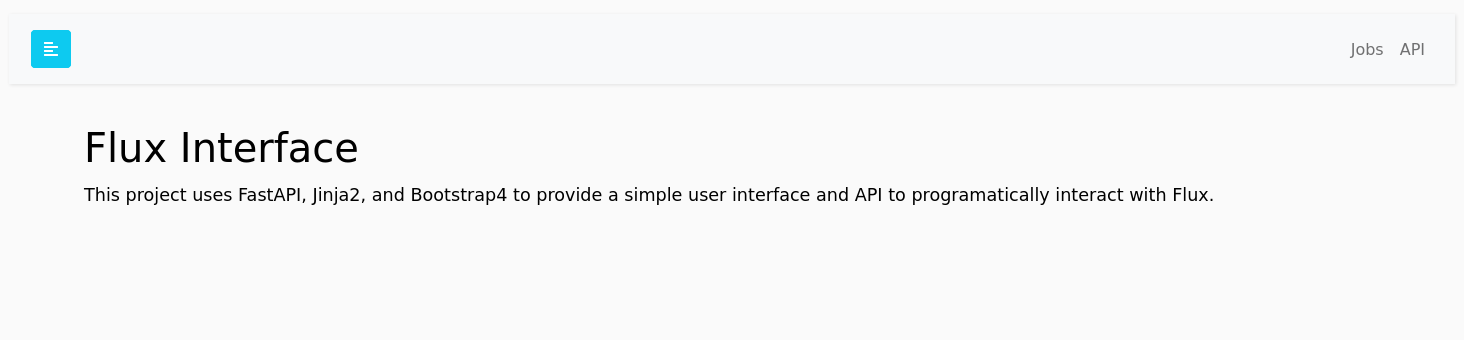 Jobs API
Flux Interface
This project uses FastAPI, Jinja2, and Bootstrap4 to provide a simple user interface and API to programatically interact with Flux.